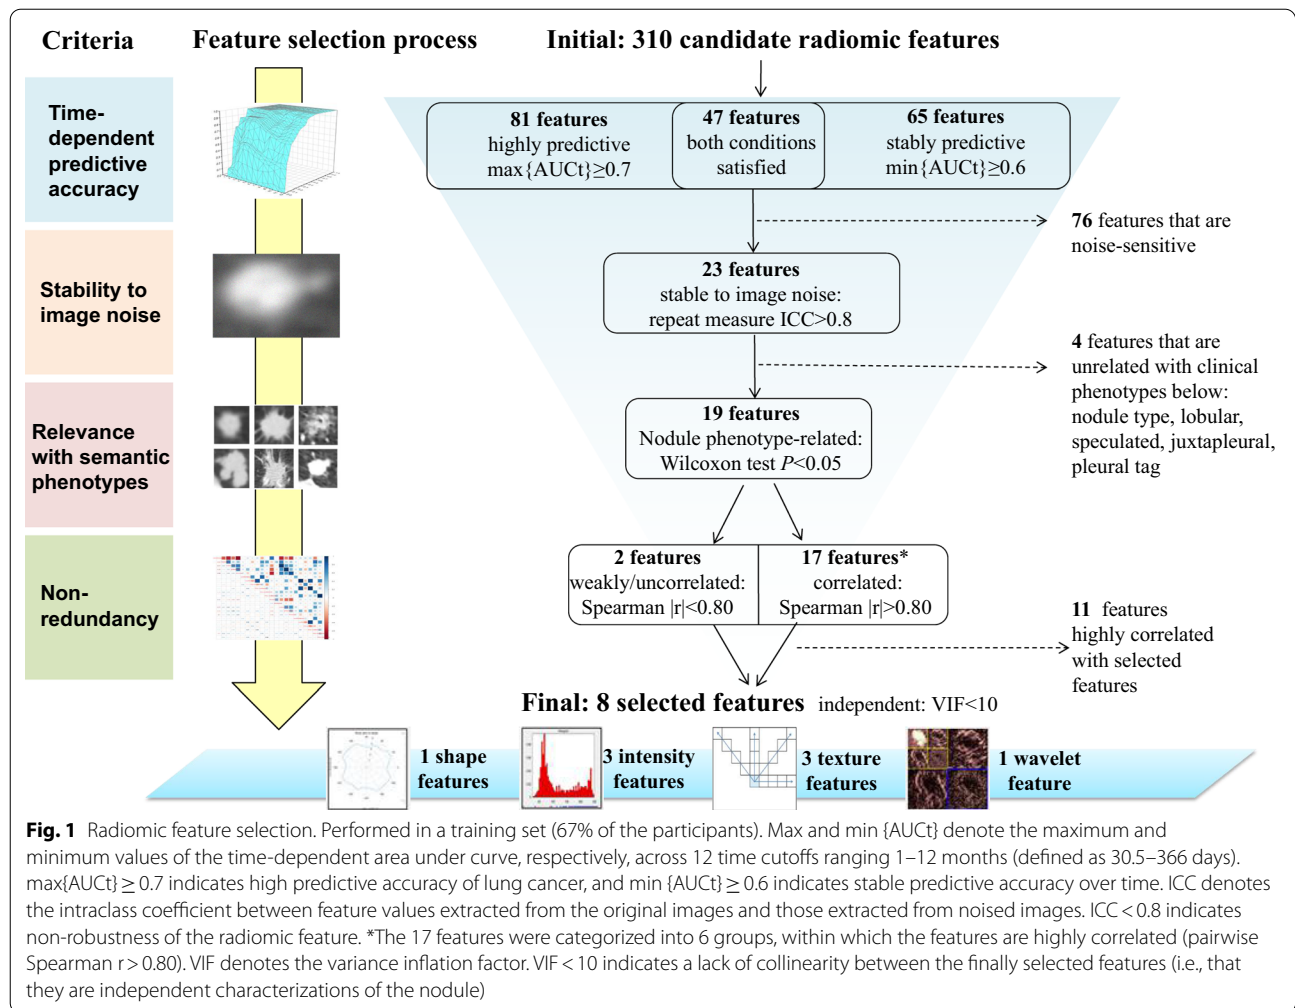 Criteria
Feature selection process
Initial: 310 candidate radiomic features
Time-
dependent
predictive
accuracy
81 features
highly predictive
max{AUCt}≥0.7
47 features
both conditions
satisfied
65 features
stably predictive
min{AUCt}≥0.6
76 features that are
noise-sensitive
Stability to
image noise
23 features
stable to image noise:
repeat measure ICC>0.8
4 features that are
unrelated with clinical
phenotypes below:
nodule type, lobular,
speculated, juxtapleural,
pleural tag
Relevance
with semantic
phenotypes
19 features
Nodule phenotype-related:
Wilcoxon test P<0.05
Non-
redundancy
2 features
weakly/uncorrelated:
Spearman |r|<0.80
17 features*
correlated:
Spearman |r|>0.80
11 features
highly correlated
with selected
features
Final: 8 selected features independent: VIF<10
1 shape
features
3 intensity
features
3 texture
features
1 wavelet
feature
Fig. 1 Radiomic feature selection. Performed in a training set (67% of the participants). Max and min {AUCt} denote the maximum and
minimum values of the time-dependent area under curve, respectively, across 12 time cutoffs ranging 1–12 months (defined as 30.5–366 days).
max{AUCt} ≥ 0.7 indicates high predictive accuracy of lung cancer, and min {AUCt} ≥ 0.6 indicates stable predictive accuracy over time. ICC denotes
the intraclass coefficient between feature values extracted from the original images and those extracted from noised images. ICC < 0.8 indicates
non-robustness of the radiomic feature. *The 17 features were categorized into 6 groups, within which the features are highly correlated (pairwise
Spearman r > 0.80). VIF denotes the variance inflation factor. VIF < 10 indicates a lack of collinearity between the finally selected features (i.e., that
they are independent characterizations of the nodule)